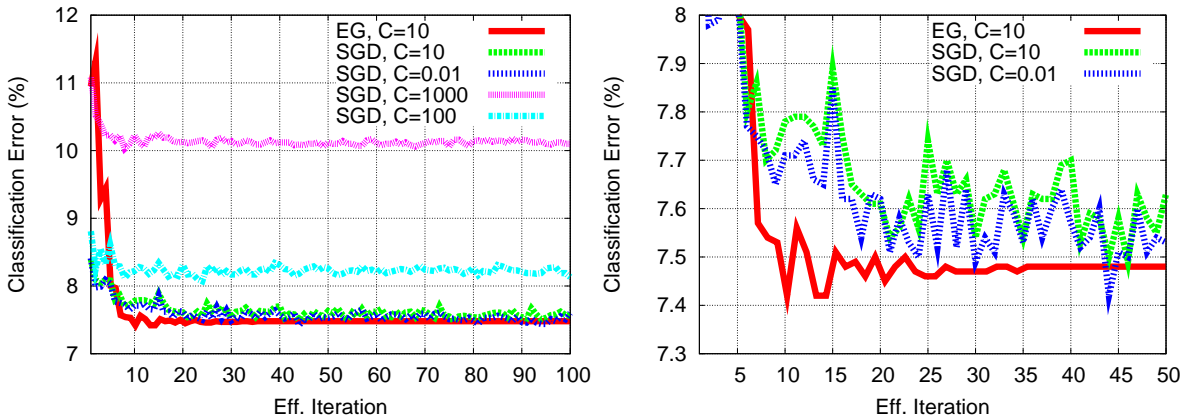 12
11
10
9
8
7
Classification Error (%)
EG, C=10
SGD, C=10
SGD, C=0.01
SGD, C=1000
SGD, C=100
10 20 30 40 50 60 70 80 90 100
Eff. Iteration
8
7.9
7.8
7.7
7.6
7.5
7.4
7.3
Classification Error (%)
EG, C=10
SGD, C=10
SGD, C=0.01
5 10 15 20 25 30 35 40 45 50
Eff. Iteration